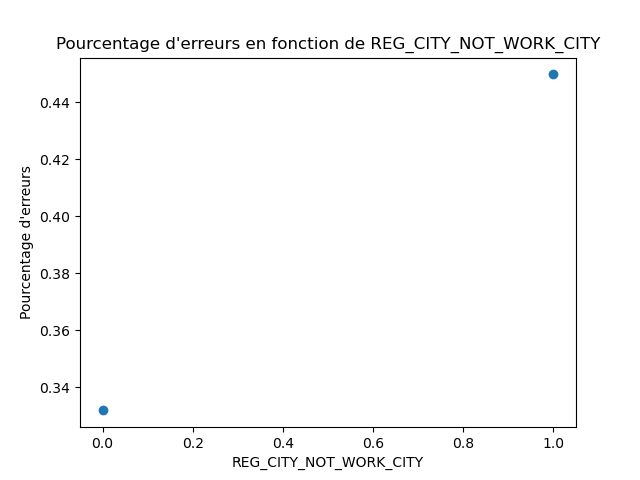 Pourcentage d'erreurs en fonction de REG_CITY_NOT_WORK_CITY
0.44
0.42
0.40
0.38
0.36
0.34
Pourcentage d'erreurs
0.0 0.2 0.4 0.6 0.8 1.0
REG_CITY_NOT_WORK_CITY